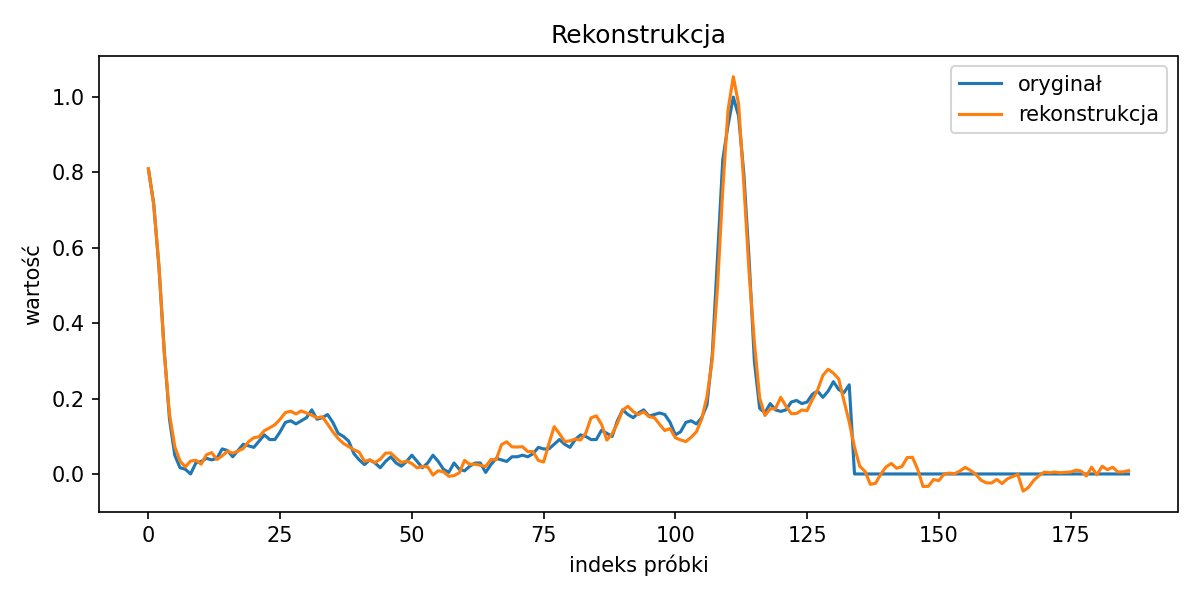 Rekonstrukcja
oryginał
rekonstrukcja
wartość
1.0
0.8
0.6
0.4
0.2
0.0
0 25 50 75 100 125 150 175
indeks próbki